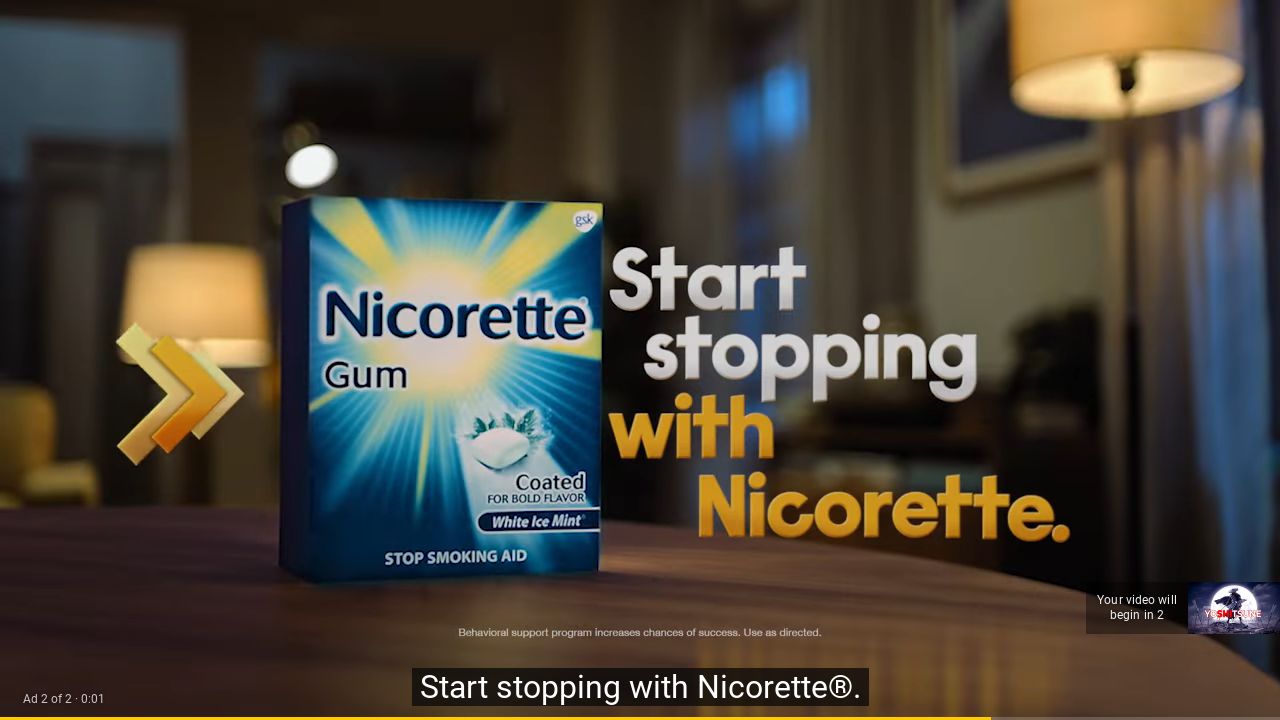 gsk
Nicorette®
Gum
Coated
FOR BOLD FLAVOR
White Ice Mint®
STOP SMOKING AID
Start
stopping
with
Nicorette.
Your video will
begin in 2
YOSHITSUNE
Behavioral support program increases chances of success. Use as directed.
Start stopping with Nicorette®.
Ad 2 of 2 · 0:01